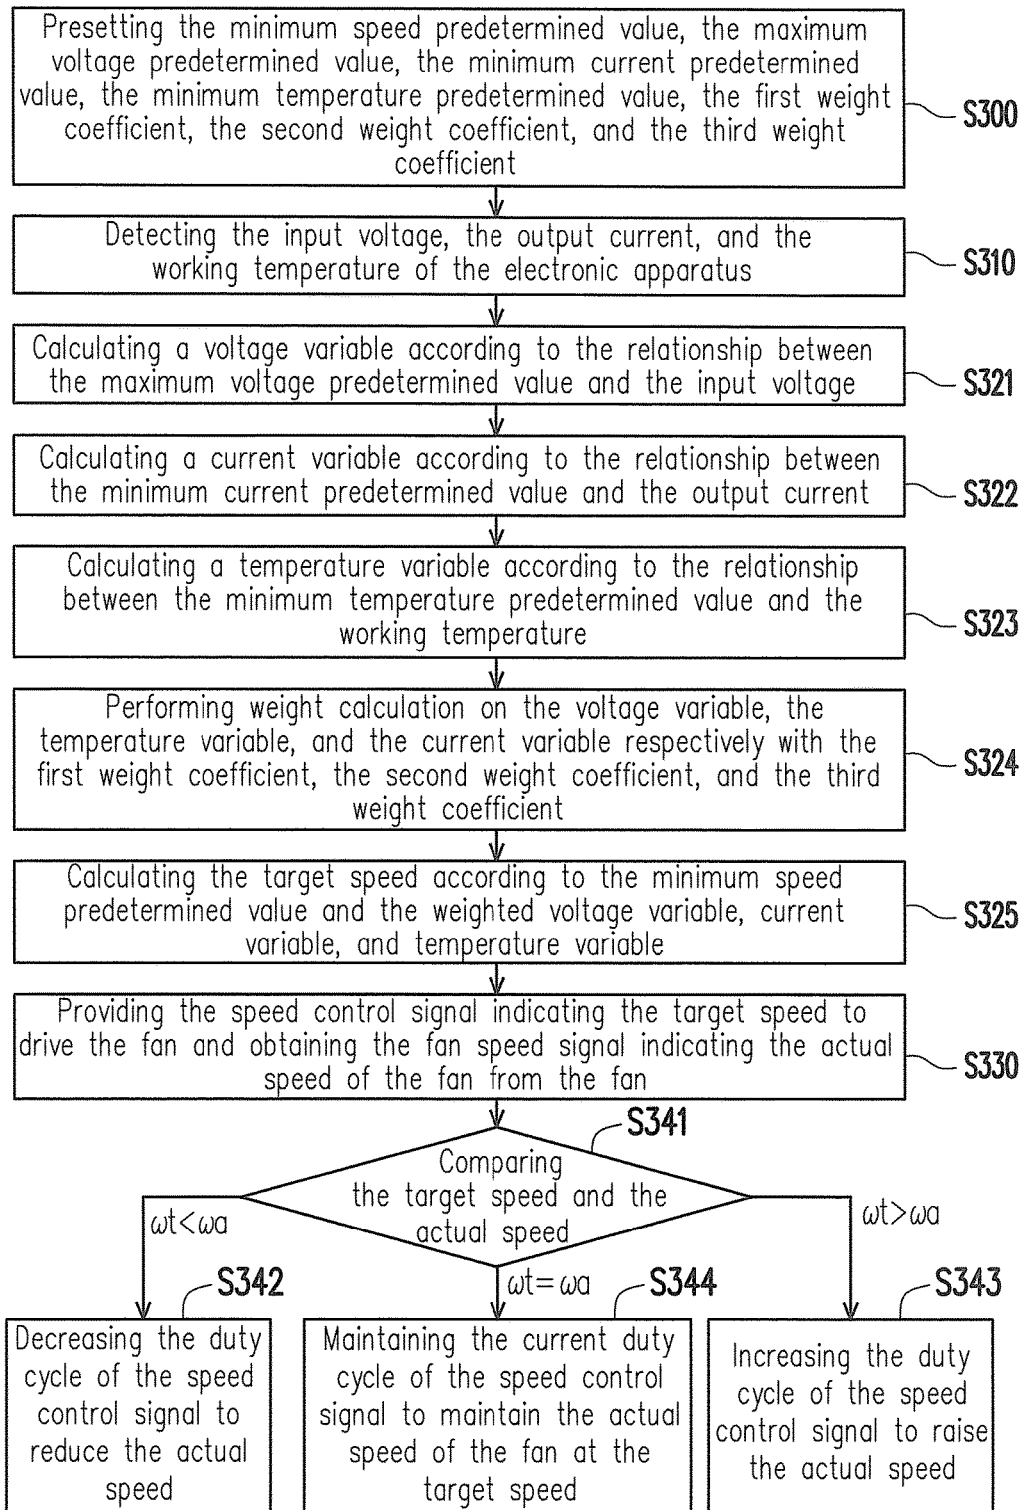 Presetting the minimum speed predetermined value, the maximum
voltage predetermined value, the minimum current predetermined
value, the minimum temperature predetermined value, the first weight
coefficient, the second weight coefficient, and the third weight
coefficient
S300
Detecting the input voltage, the output current, and the
working temperature of the electronic apparatus
S310
Calculating a voltage variable according to the relationship between
the maximum voltage predetermined value and the input voltage
S321
Calculating a current variable according to the relationship between
the minimum current predetermined value and the output current
S322
Calculating a temperature variable according to the relationship
between the minimum temperature predetermined value and the
working temperature
S323
Performing weight calculation on the voltage variable, the
temperature variable, and the current variable respectively with the
first weight coefficient, the second weight coefficient, and the third
weight coefficient
S324
Calculating the target speed according to the minimum speed
predetermined value and the weighted voltage variable, current
variable, and temperature variable
S325
Providing the speed control signal indicating the target speed to
drive the fan and obtaining the fan speed signal indicating the actual
speed of the fan from the fan
S330
S341
Comparing
the target speed and the
actual speed
ωt<ωa
ωt=ωa
ωt>ωa
S342
Decreasing the duty
cycle of the speed
control signal to
reduce the actual
speed
S344
Maintaining the current duty
cycle of the speed control
signal to maintain the actual
speed of the fan at the
target speed
S343
Increasing the duty
cycle of the speed
control signal to raise
the actual speed